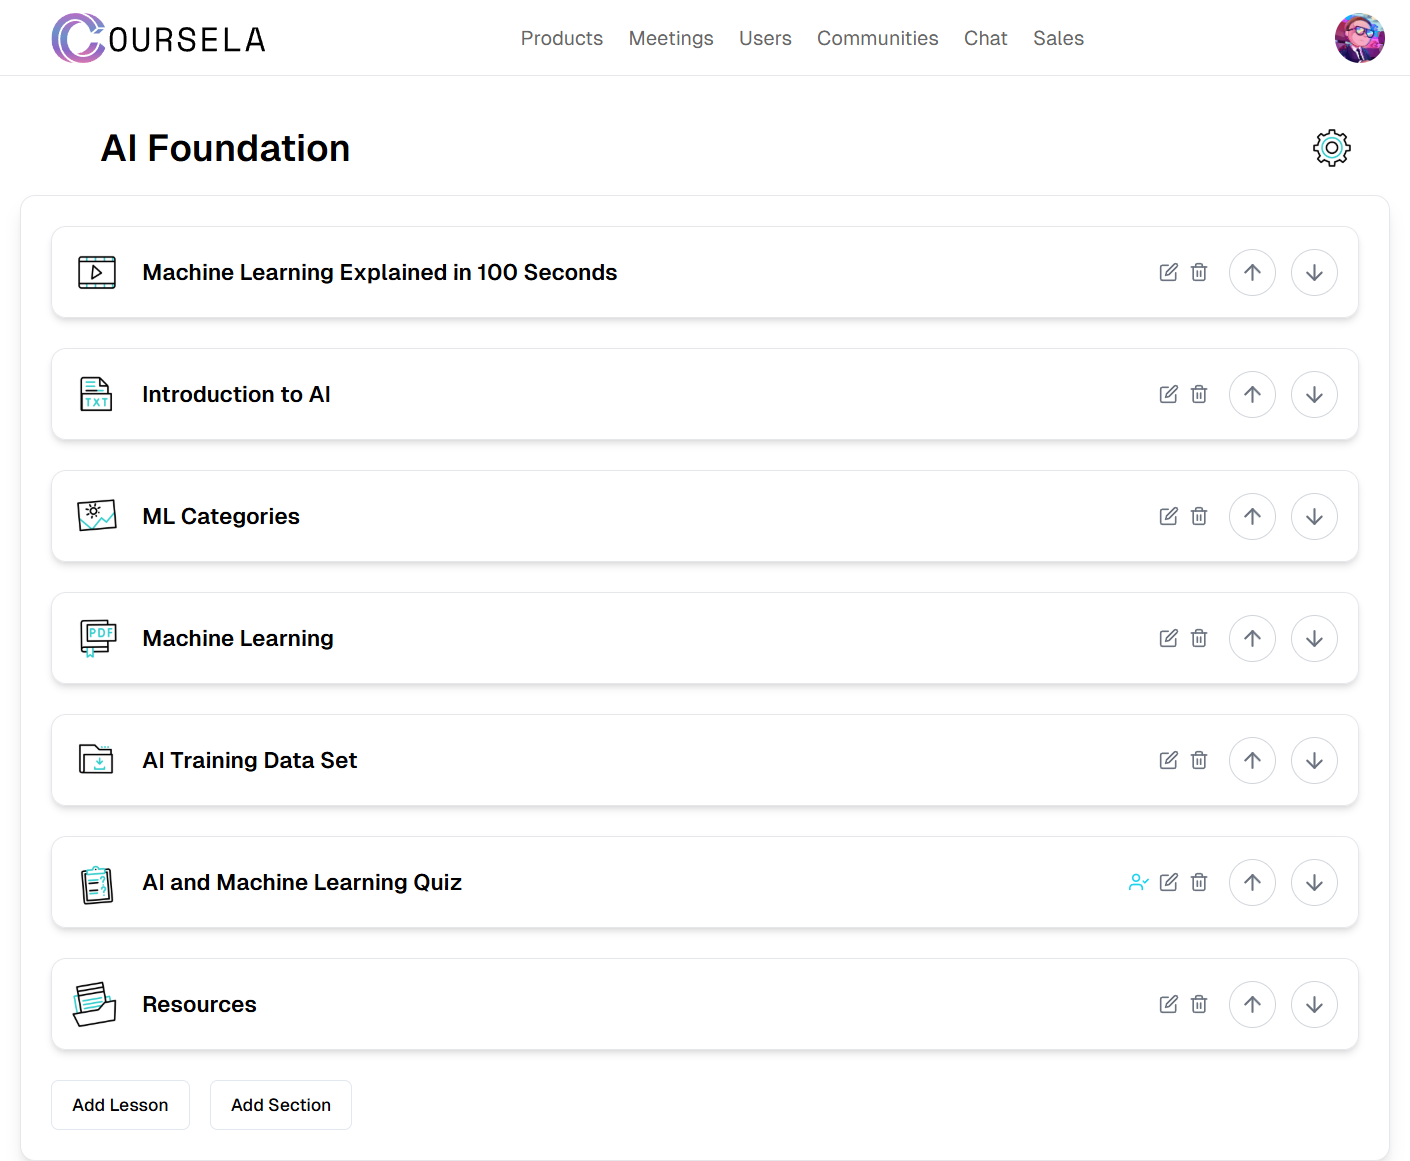 COURSELA
Products Meetings Users Communities Chat Sales
AI Foundation
Machine Learning Explained in 100 Seconds
TXT
Introduction to AI
ML Categories
PDF
Machine Learning
AI Training Data Set
AI and Machine Learning Quiz
Resources
Add Lesson Add Section